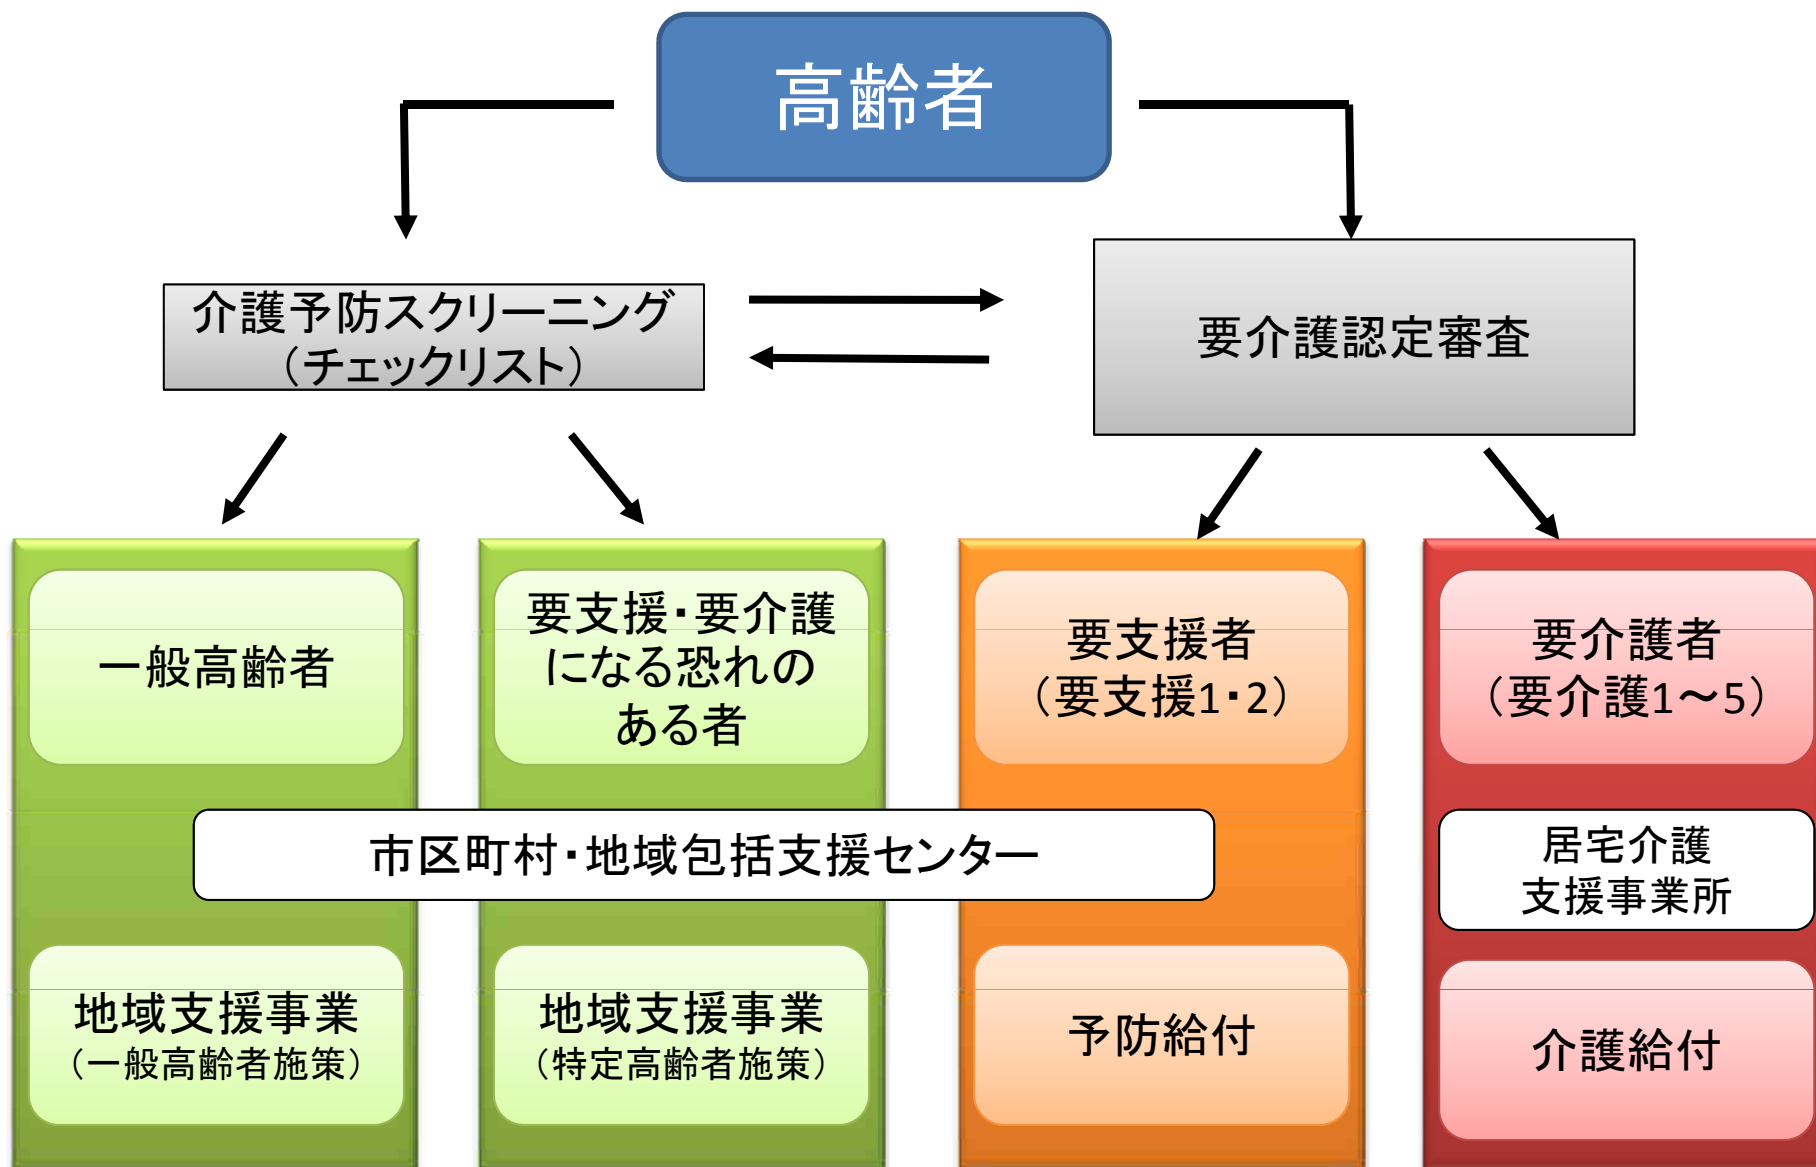 高齢者
介護予防スクリーニング
（チェックリスト）
要介護認定審査
一般高齢者
要支援・要介護
になる恐れの
ある者
要支援者
（要支援1・2）
要介護者
（要介護1～5）
市区町村・地域包括支援センター
居宅介護
支援事業所
地域支援事業
（一般高齢者施策）
地域支援事業
（特定高齢者施策）
予防給付
介護給付